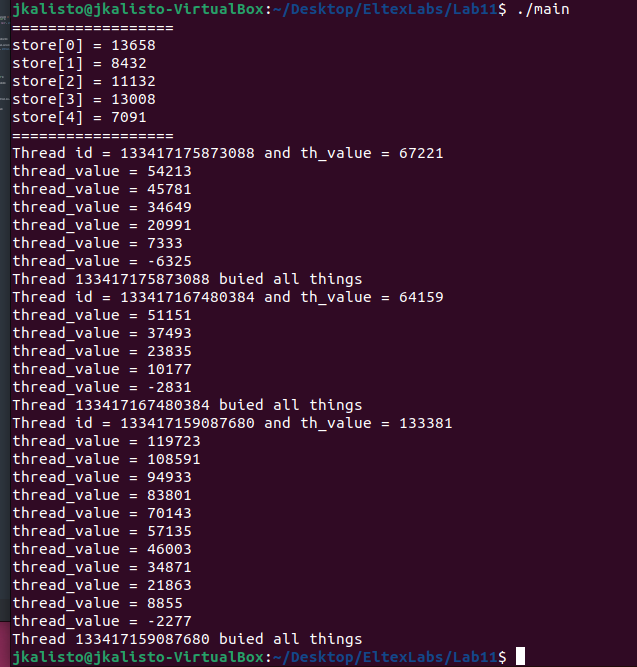 jkalisto@jkalisto-VirtualBox:~/Desktop/EltexLabs/Lab11$ ./main
==================
store[0] = 13658
store[1] = 8432
store[2] = 11132
store[3] = 13008
store[4] = 7091
==================
Thread id = 133417175873088 and th_value = 67221
thread_value = 54213
thread_value = 45781
thread_value = 34649
thread_value = 20991
thread_value = 7333
thread_value = -6325
Thread 133417175873088 buied all things
Thread id = 133417167480384 and th_value = 64159
thread_value = 51151
thread_value = 37493
thread_value = 23835
thread_value = 10177
thread_value = -2831
Thread 133417167480384 buied all things
Thread id = 133417159087680 and th_value = 133381
thread_value = 119723
thread_value = 108591
thread_value = 94933
thread_value = 83801
thread_value = 70143
thread_value = 57135
thread_value = 46003
thread_value = 34871
thread_value = 21863
thread_value = 8855
thread_value = -2277
Thread 133417159087680 buied all things
jkalisto@jkalisto-VirtualBox:~/Desktop/EltexLabs/Lab11$